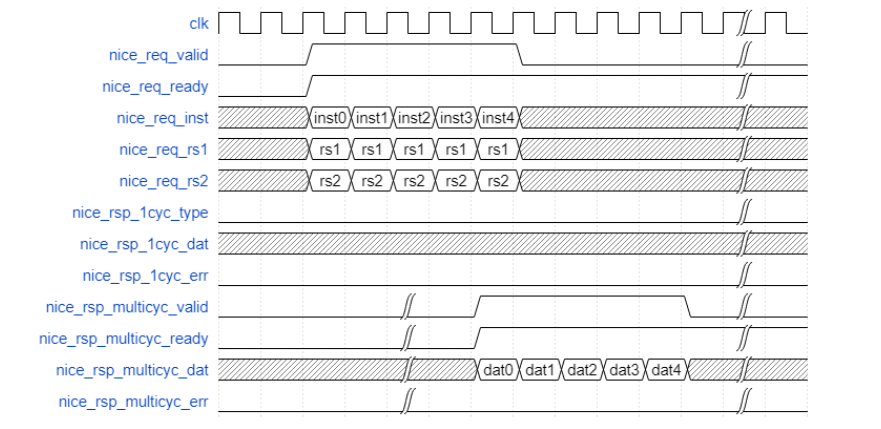 clk
nice_req_valid
nice_req_ready
nice_req_inst inst0 inst1 inst2 inst3 inst4
nice_req_rs1 rs1 rs1 rs1 rs1 rs1
nice_req_rs2 rs2 rs2 rs2 rs2 rs2
nice_rsp_1cyc_type
nice_rsp_1cyc_dat
nice_rsp_1cyc_err
nice_rsp_multicyc_valid
nice_rsp_multicyc_ready
nice_rsp_multicyc_dat dat0 dat1 dat2 dat3 dat4
nice_rsp_multicyc_err